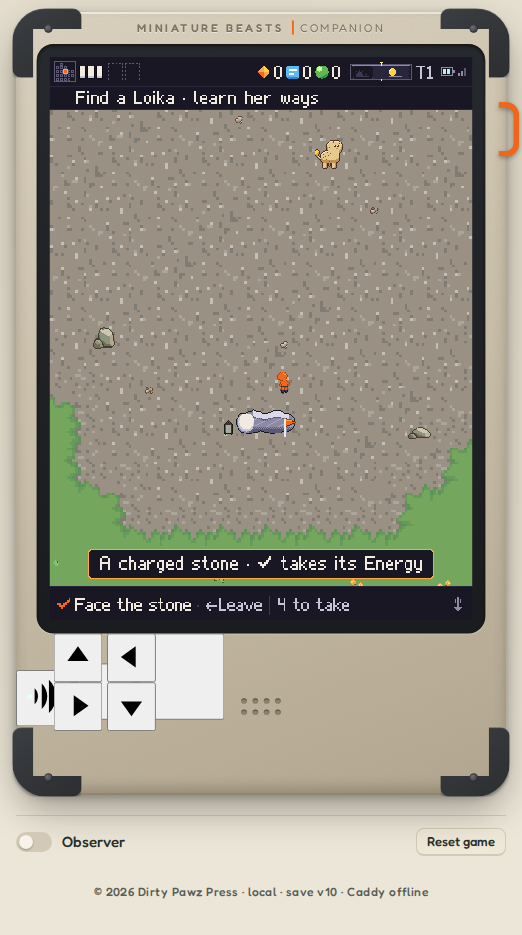 MINIATURE BEASTS | COMPANION
0 0 0 T1
Find a Loika · learn her ways
A charged stone · ✓ takes its Energy
✓ Face the stone · ←Leave | 4 to take
Observer
Reset game
© 2026 Dirty Pawz Press · local · save v10 · Caddy offline